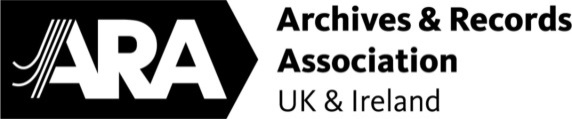 ARA
Archives & Records
Association
UK & Ireland